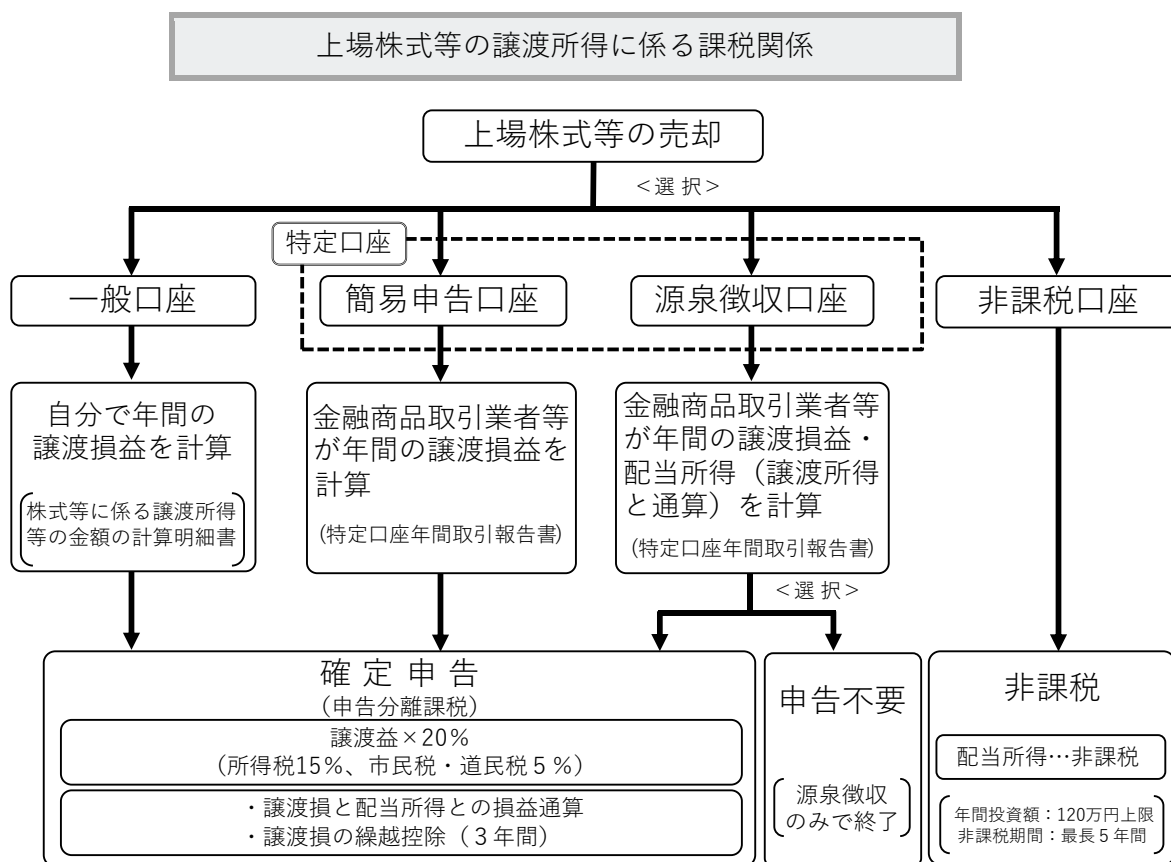 上場株式等の譲渡所得に係る課税関係
上場株式等の売却
＜選 択＞
特定口座
一般口座
簡易申告口座
源泉徴収口座
非課税口座
自分で年間の
譲渡損益を計算
株式等に係る譲渡所得
等の金額の計算明細書
金融商品取引業者等
が年間の譲渡損益を
計算
(特定口座年間取引報告書)
金融商品取引業者等
が年間の譲渡損益・
配当所得（譲渡所得
と通算）を計算
(特定口座年間取引報告書)
＜選 択＞
確 定 申 告
(申告分離課税)
譲渡益×20%
（所得税15%、市民税・道民税５%）
・譲渡損と配当所得との損益通算
・譲渡損の繰越控除（３年間）
申告不要
源泉徴収
のみで終了
非課税
配当所得…非課税
年間投資額：120万円上限
非課税期間：最長５年間